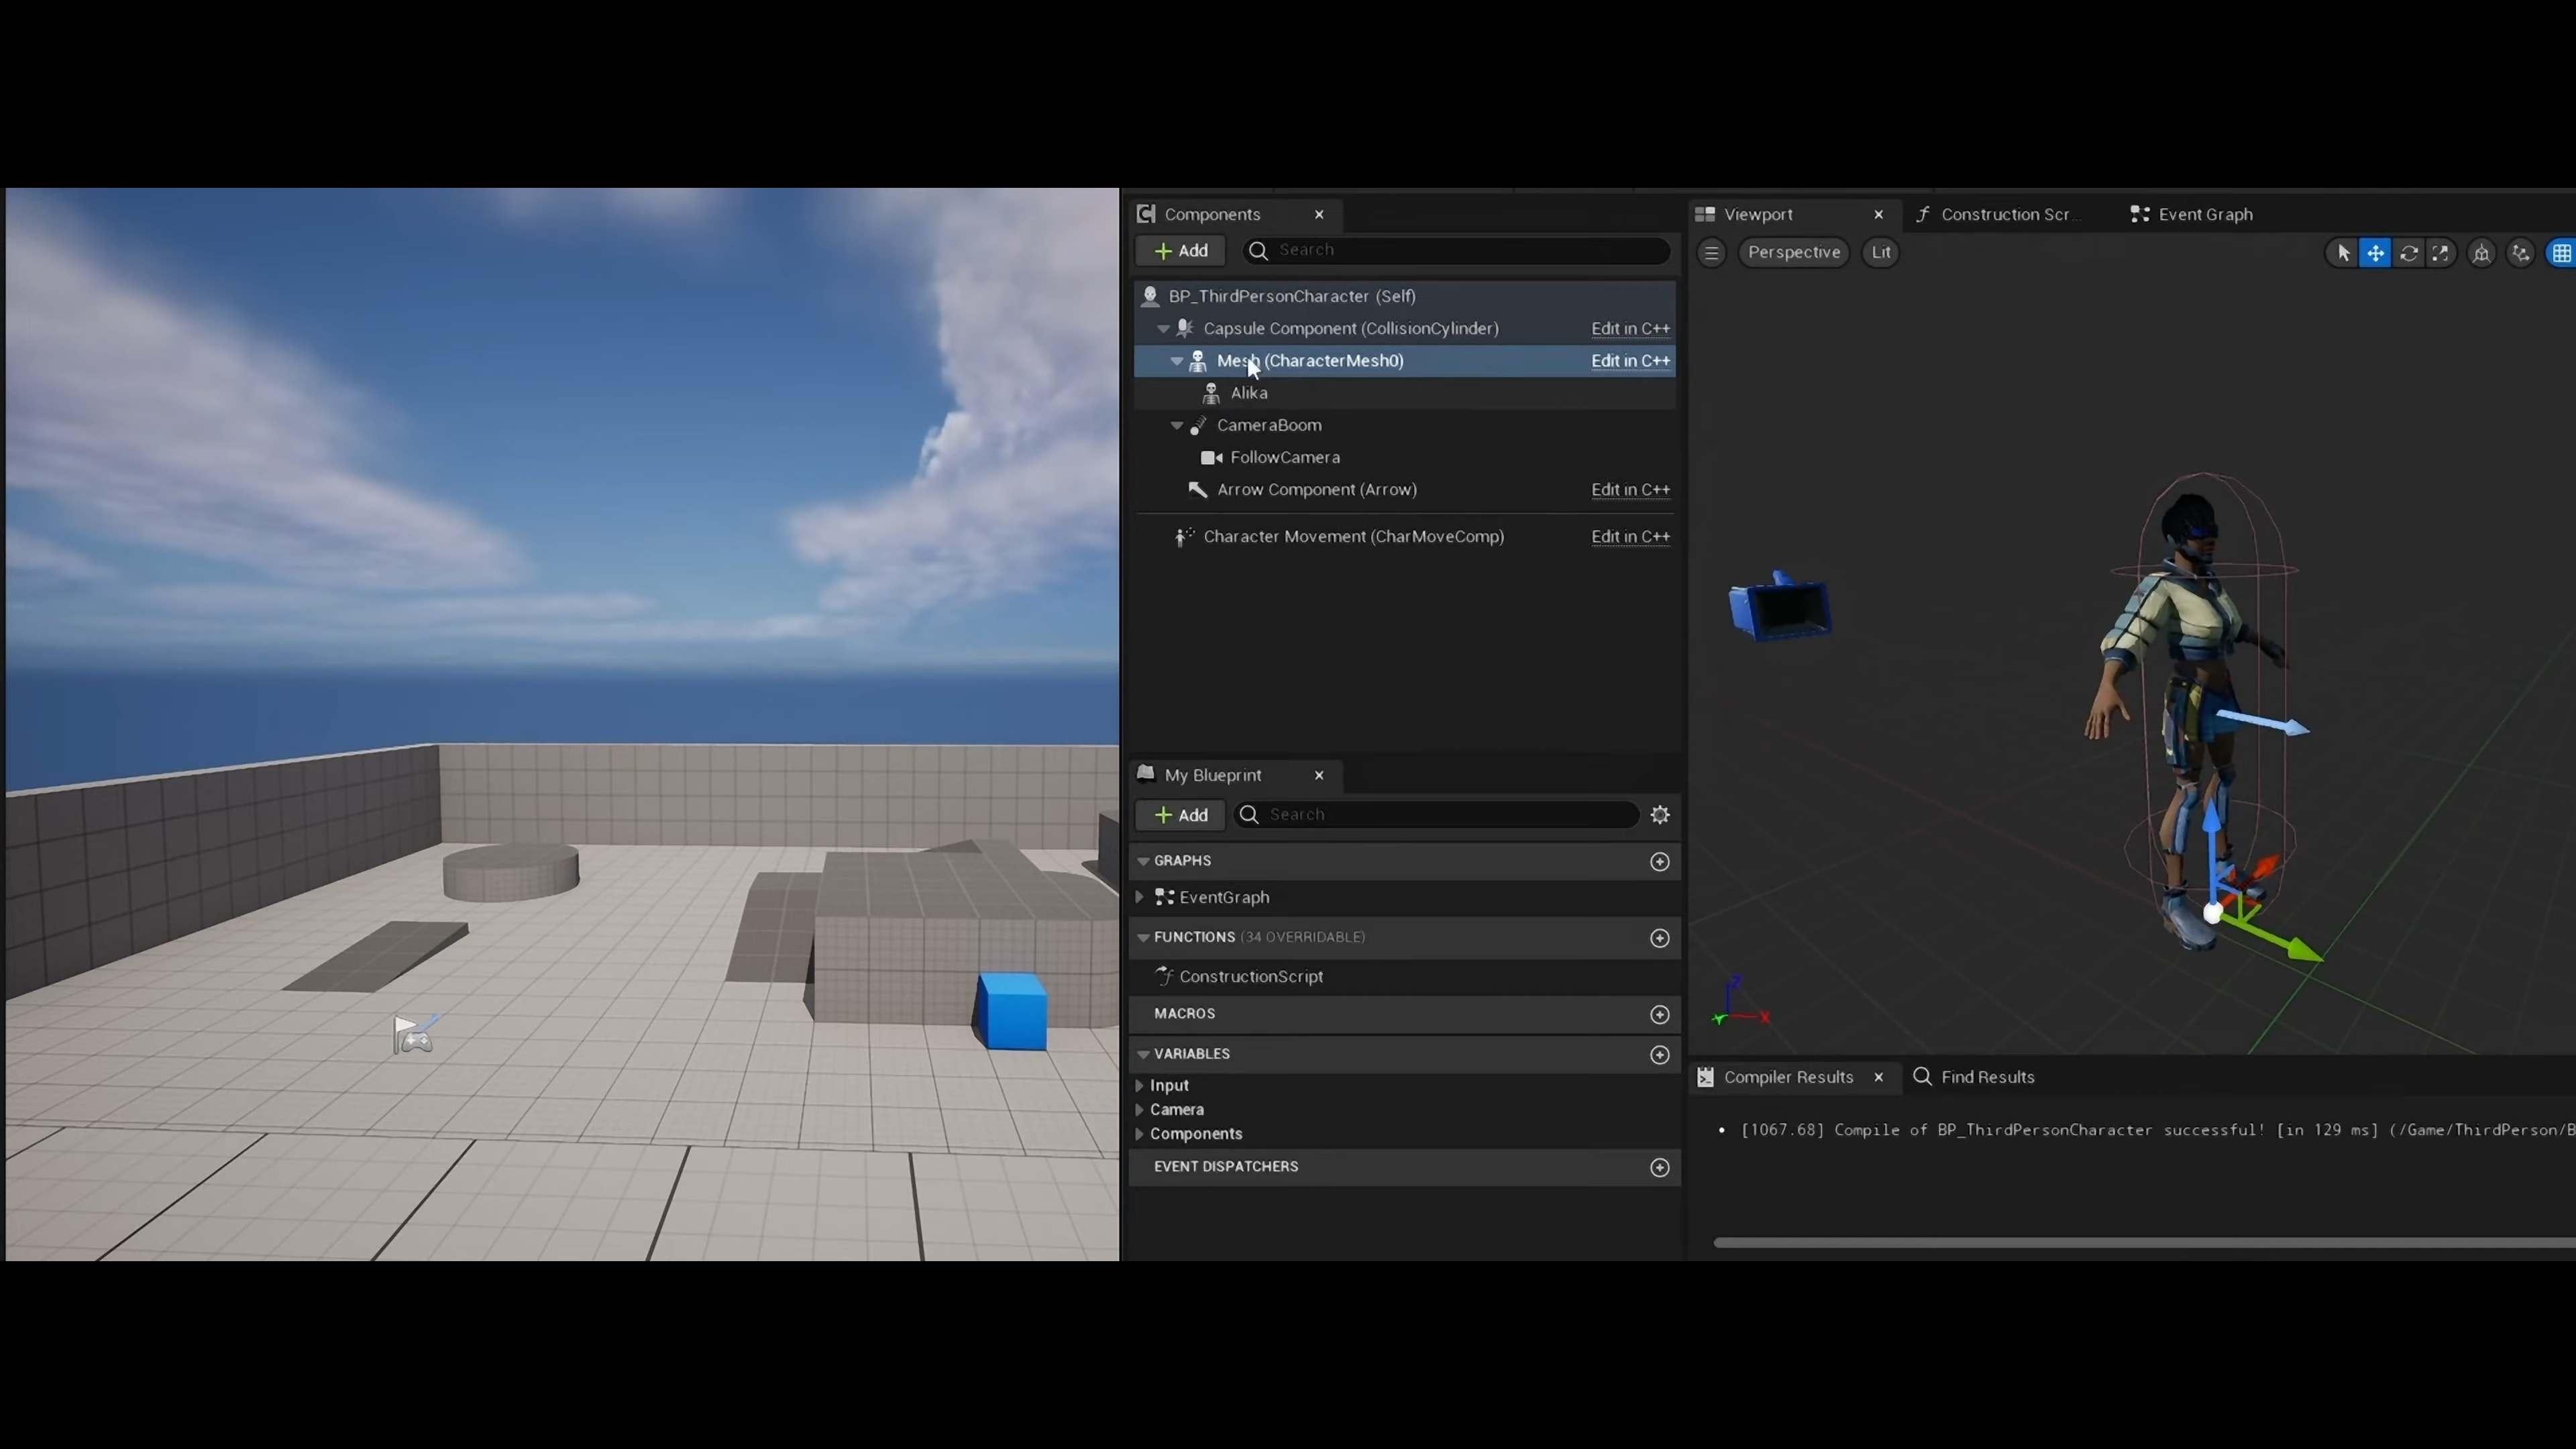 Components
Add
Search
BP_ThirdPersonCharacter (Self)
Capsule Component (CollisionCylinder) Edit in C++
Mesh (CharacterMesh0) Edit in C++
Alika
CameraBoom
FollowCamera
Arrow Component (Arrow) Edit in C++
Character Movement (CharMoveComp) Edit in C++
My Blueprint
Add
Search
GRAPHS
EventGraph
FUNCTIONS (34 OVERRIDABLE)
ConstructionScript
MACROS
VARIABLES
Input
Camera
Components
EVENT DISPATCHERS
Viewport
Construction Scr...
Event Graph
Perspective
Lit
Z
X
Compiler Results
Find Results
[1067.68] Compile of BP_ThirdPersonCharacter successful! [in 129 ms] (/Game/ThirdPerson/B